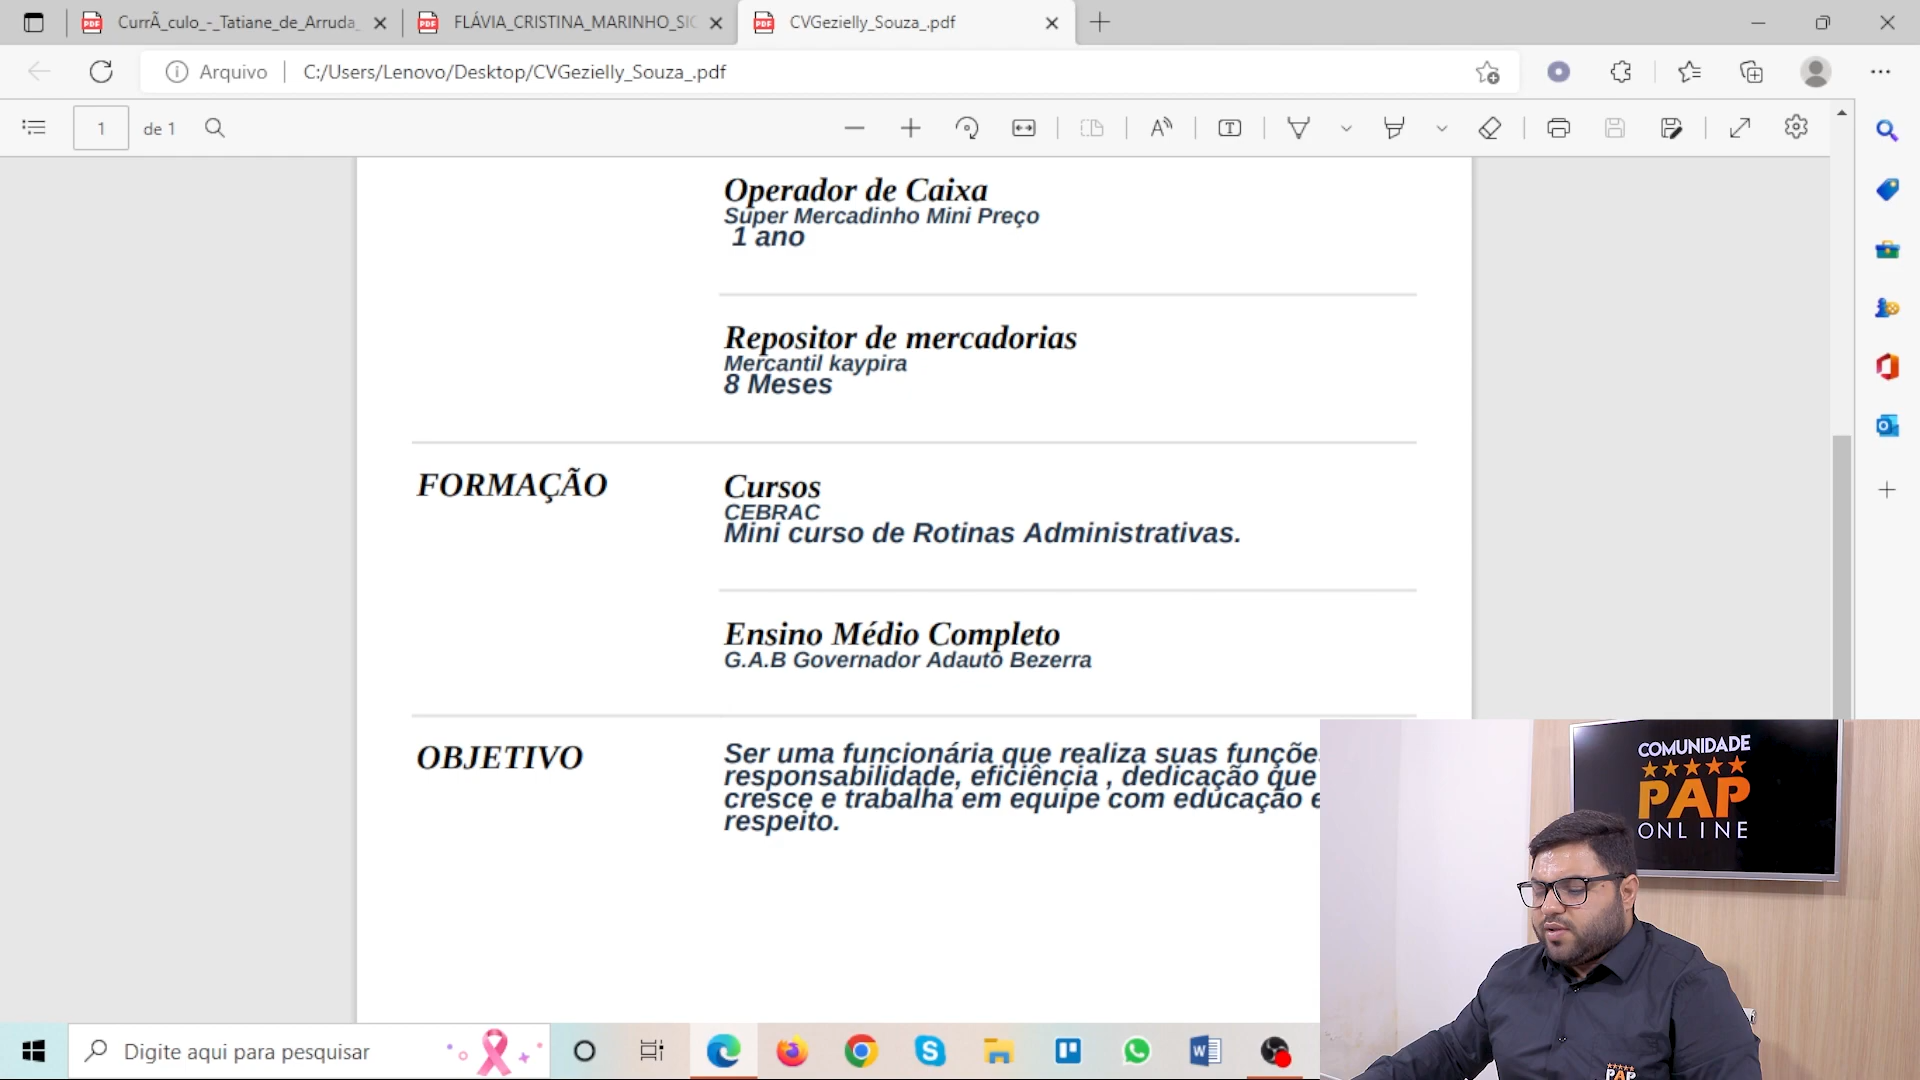 CurrÃ_culo_-_Tatiane_de_Arruda_
FLÁVIA_CRISTINA_MARINHO_SIC
CVGezielly_Souza_.pdf
Arquivo
C:/Users/Lenovo/Desktop/CVGezielly_Souza_.pdf
1 de 1
Operador de Caixa
Super Mercadinho Mini Preço
1 ano
Repositor de mercadorias
Mercantil kaypira
8 Meses
FORMAÇÃO
Cursos
CEBRAC
Mini curso de Rotinas Administrativas.
Ensino Médio Completo
G.A.B Governador Adauto Bezerra
OBJETIVO
Ser uma funcionária que realiza suas funçõe
responsabilidade, eficiência , dedicação que
cresce e trabalha em equipe com educação e
respeito.
COMUNIDADE
PAP
ONLINE
PAP
Digite aqui para pesquisar